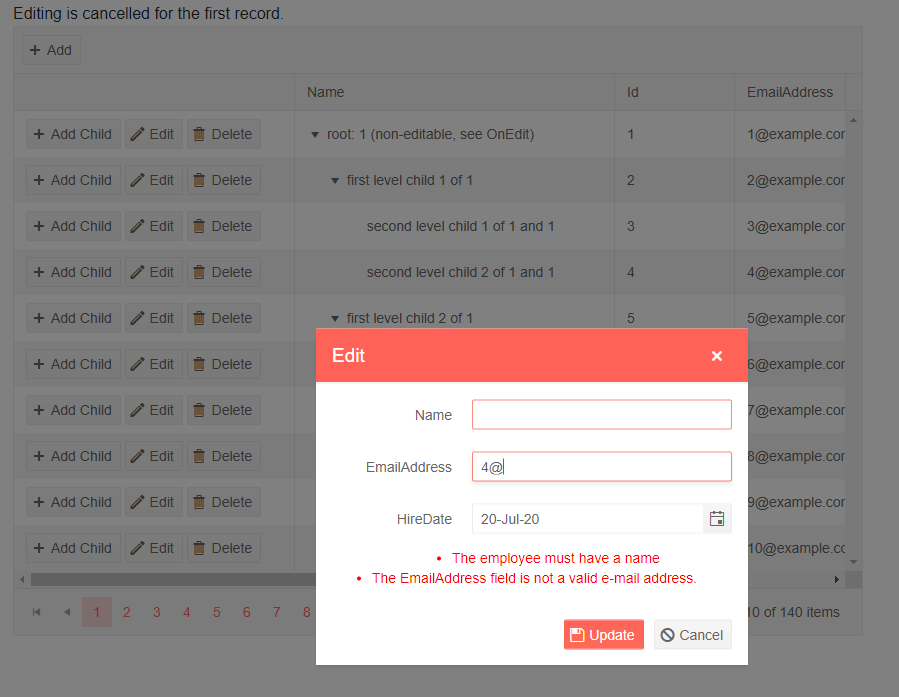 Editing is cancelled for the first record.
+ Add
Name Id EmailAddress
+ Add Child Edit Delete root: 1 (non-editable, see OnEdit) 1 1@example.cor
+ Add Child Edit Delete first level child 1 of 1 2 2@example.cor
+ Add Child Edit Delete second level child 1 of 1 and 1 3 3@example.cor
+ Add Child Edit Delete second level child 2 of 1 and 1 4 4@example.cor
+ Add Child Edit Delete first level child 2 of 1 5 5@example.cor
+ Add Child Edit Delete 6@example.cor
+ Add Child Edit Delete 7@example.cor
+ Add Child Edit Delete 8@example.cor
+ Add Child Edit Delete 9@example.cor
+ Add Child Edit Delete 10@example.cc
1 2 3 4 5 6 7 8 10 of 140 items
Edit
Name
EmailAddress 4@
HireDate 20-Jul-20
• The employee must have a name
• The EmailAddress field is not a valid e-mail address.
Update Cancel